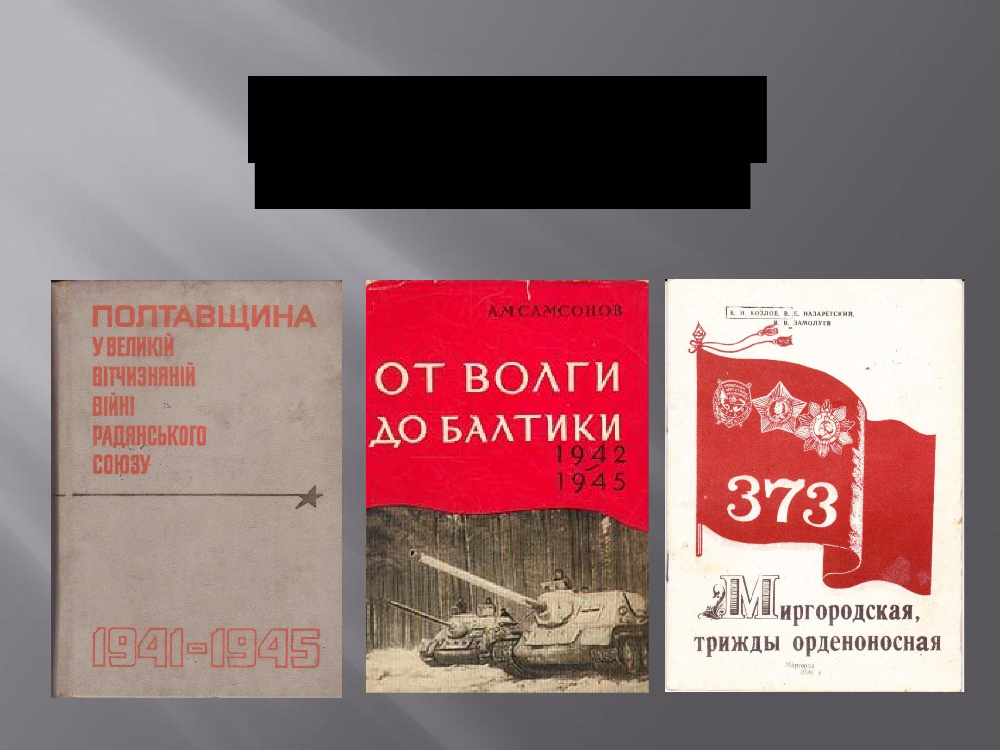 ПОЛТАВЩИНА
У ВЕЛИКІЙ
ВІТЧИЗНЯНІЙ
ВІЙНІ
РАДЯНСЬКОГО
СОЮЗУ
1941-1945
А.М САМСОНОВ
ОТ ВОЛГИ
ДО БАЛТИКИ
1942
1945
В. И. КОЗЛОВ, В. Е. НАЗАРЕТСКИЙ,
В. В. ЗАМОЛУЕВ
373
Миргородская,
трижды орденоносная
Миргород